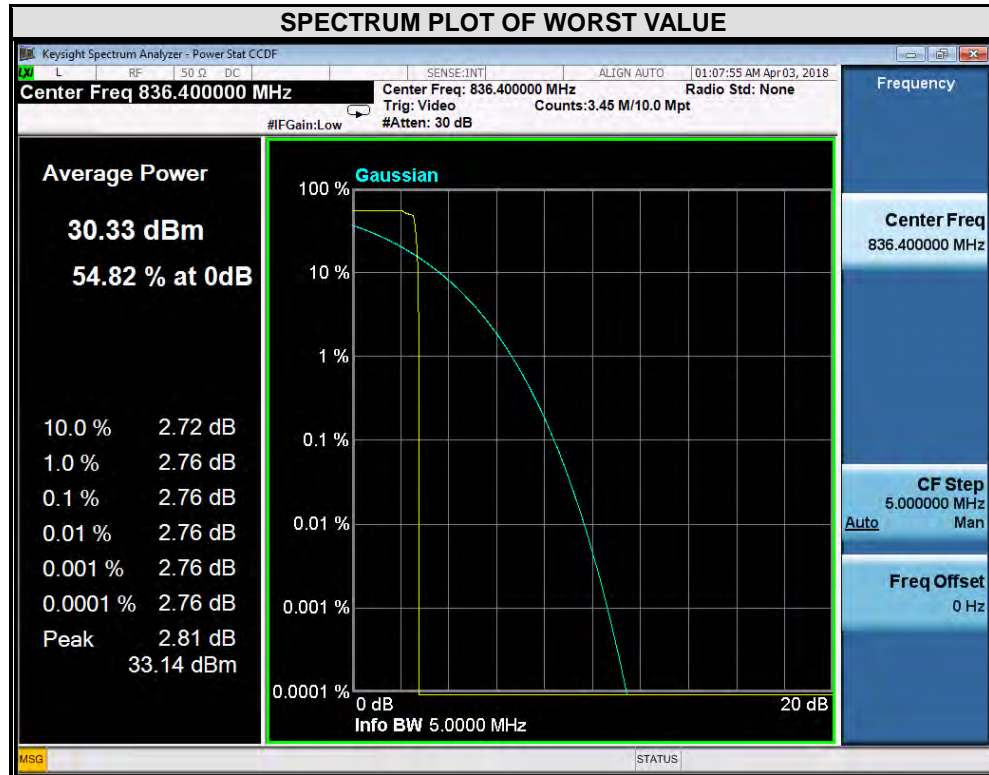 SPECTRUM PLOT OF WORST VALUE
Keysight Spectrum Analyzer - Power Stat CCDF
LXI L RF 50 Ω DC SENSE:INT ALIGN AUTO 01:07:55 AM Apr 03, 2018
Center Freq 836.400000 MHz
Center Freq: 836.400000 MHz Radio Std: None
Trig: Video Counts:3.45 M/10.0 Mpt
#IFGain:Low #Atten: 30 dB
Frequency
Average Power
30.33 dBm
54.82 % at 0dB
10.0 % 2.72 dB
1.0 % 2.76 dB
0.1 % 2.76 dB
0.01 % 2.76 dB
0.001 % 2.76 dB
0.0001 % 2.76 dB
Peak 2.81 dB
33.14 dBm
Gaussian
100 %
10 %
1 %
0.1 %
0.01 %
0.001 %
0.0001 %
0 dB 20 dB
Info BW 5.0000 MHz
Center Freq
836.400000 MHz
CF Step
5.000000 MHz
Auto Man
Freq Offset
0 Hz
MSG STATUS